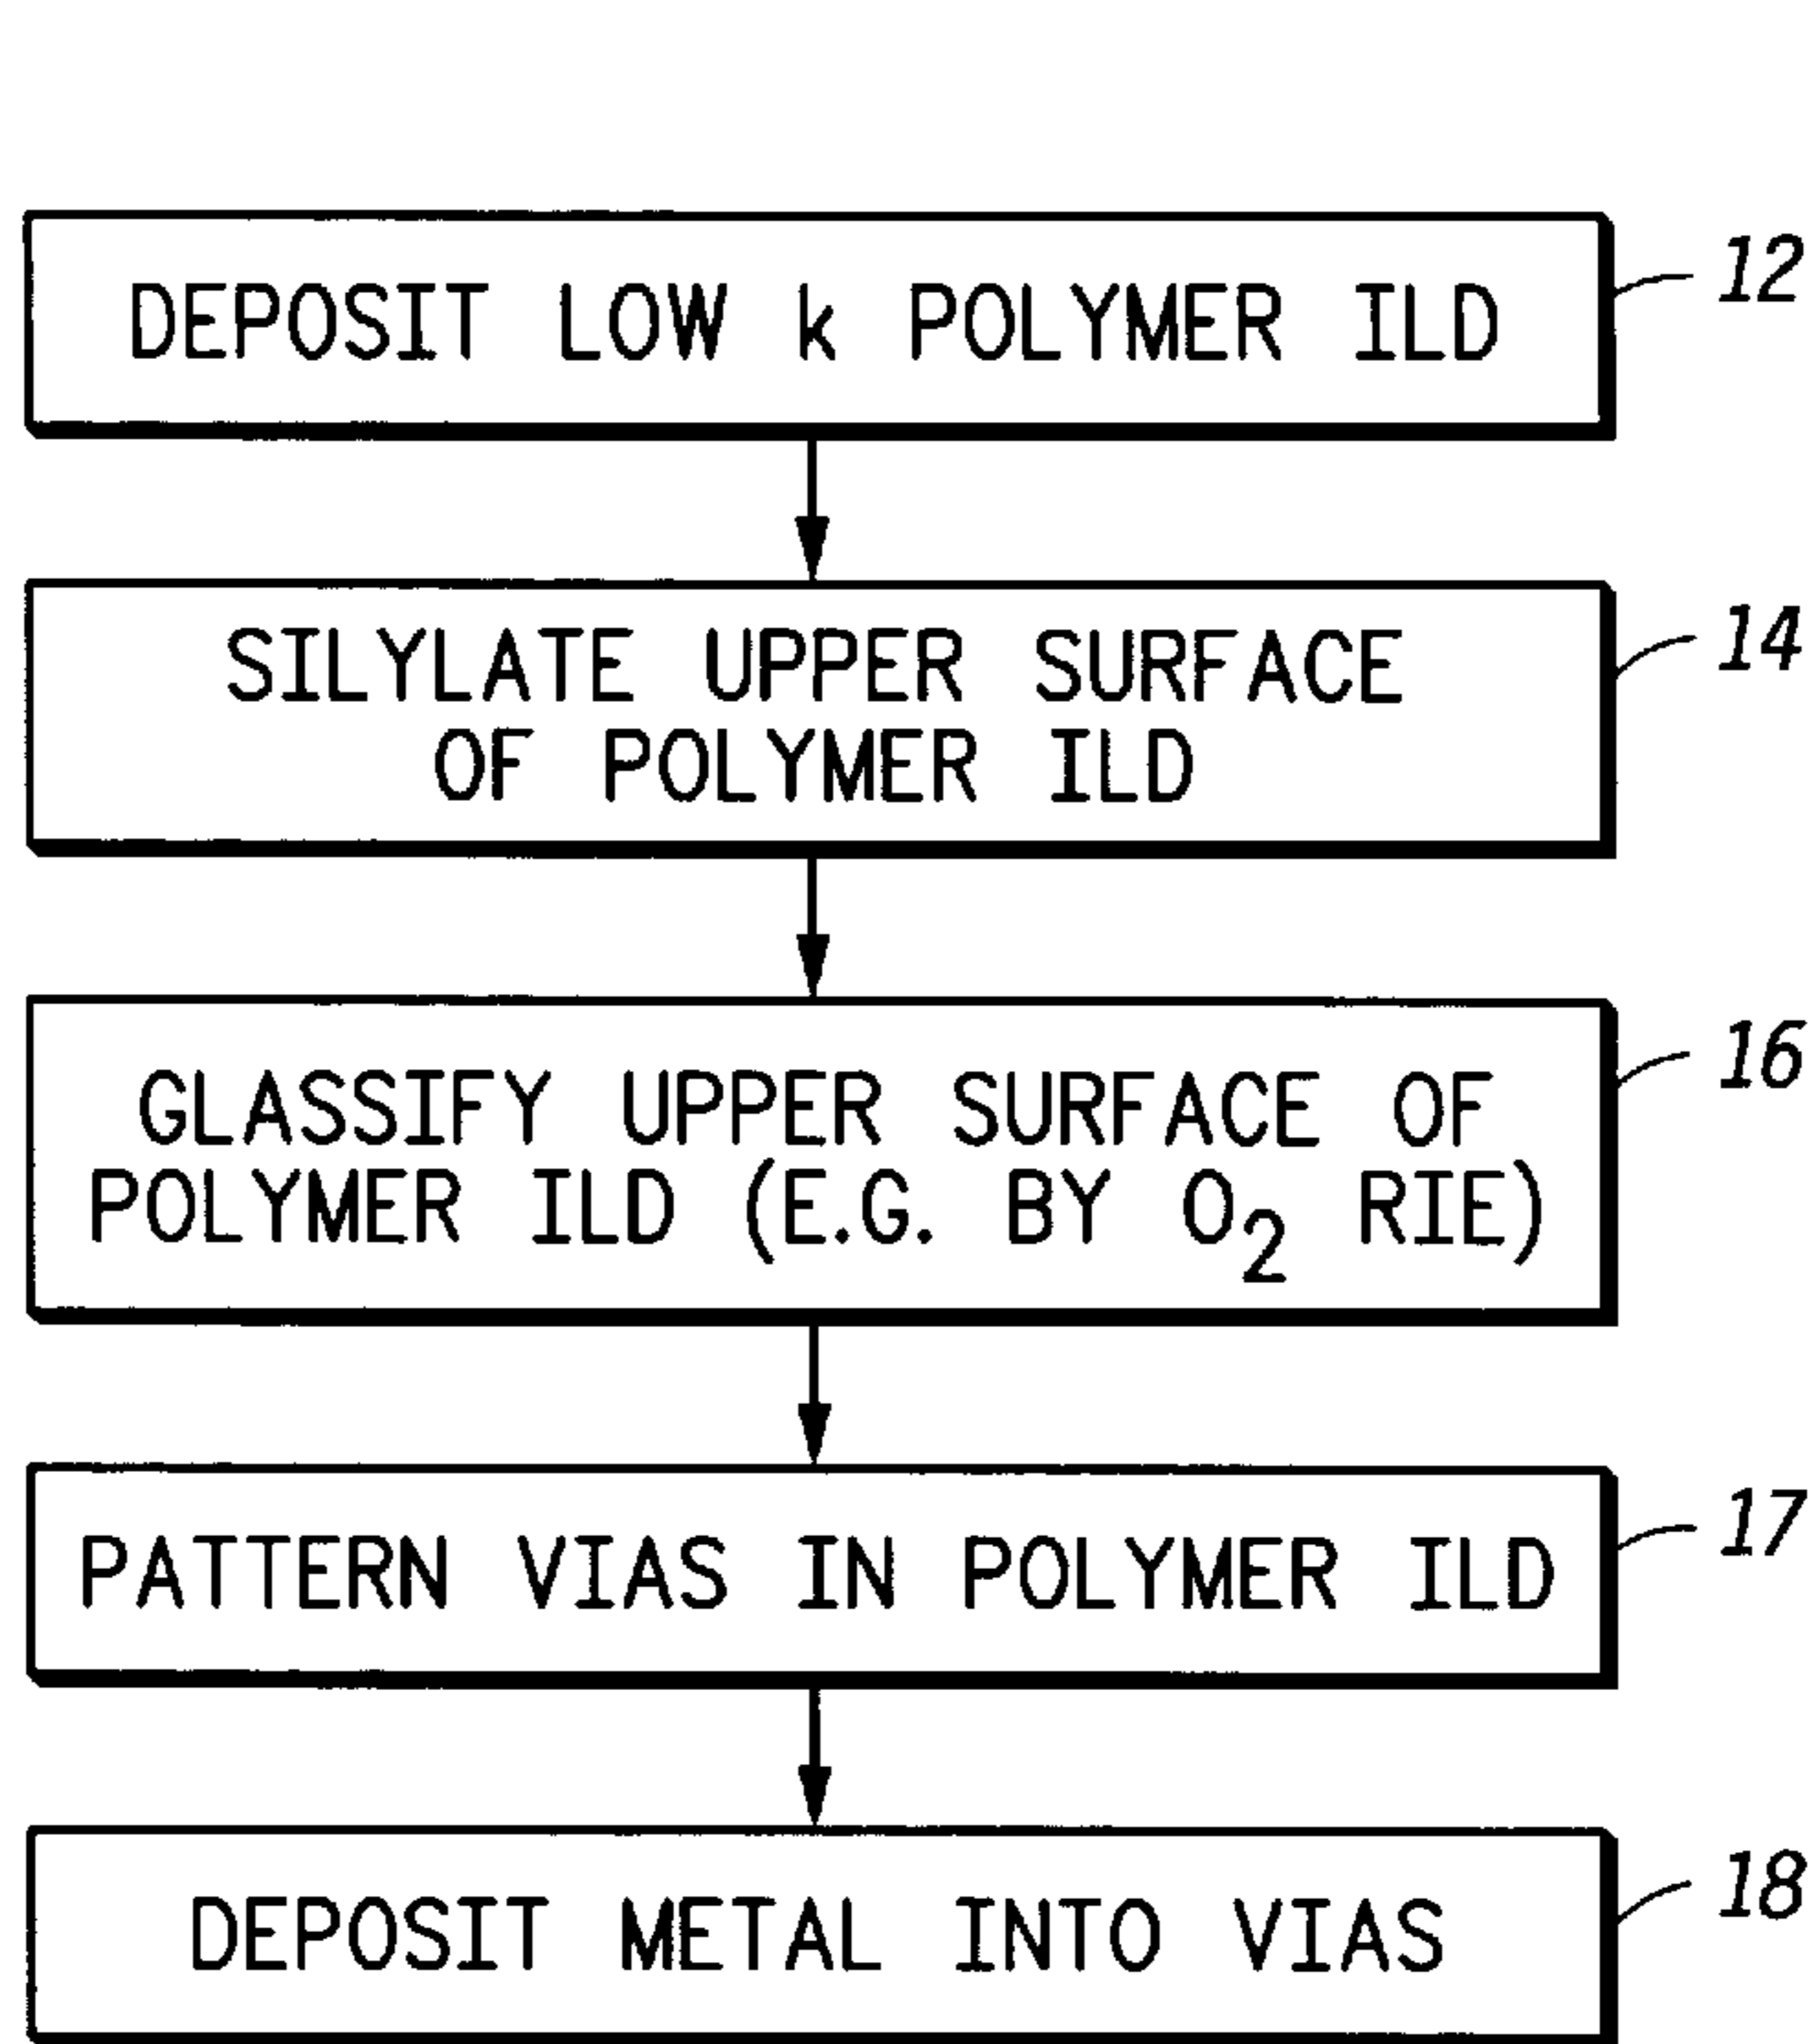 DEPOSIT LOW k POLYMER ILD
12
SILYLATE UPPER SURFACE
OF POLYMER ILD
14
GLASSIFY UPPER SURFACE OF
POLYMER ILD (E.G. BY O₂ RIE)
16
PATTERN VIAS IN POLYMER ILD
17
DEPOSIT METAL INTO VIAS
18